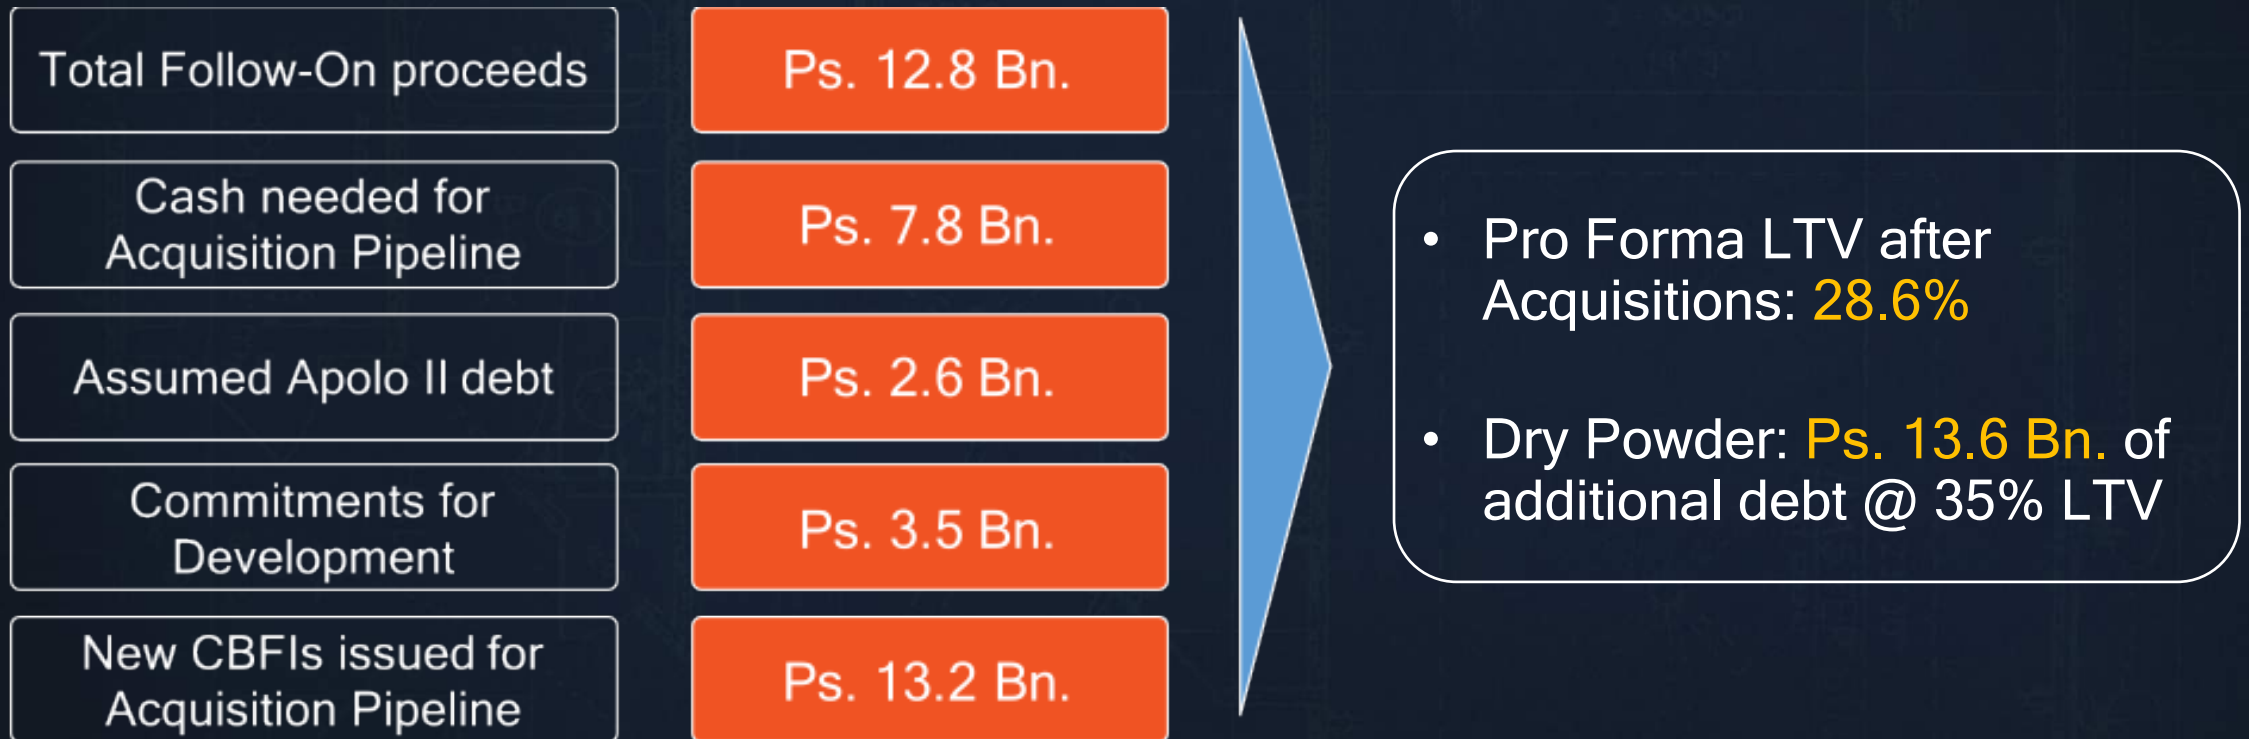 Total Follow-On proceeds
Ps. 12.8 Bn.
Cash needed for
Acquisition Pipeline
Ps. 7.8 Bn.
Assumed Apolo II debt
Ps. 2.6 Bn.
Commitments for
Development
Ps. 3.5 Bn.
New CBFIs issued for
Acquisition Pipeline
Ps. 13.2 Bn.
• Pro Forma LTV after
Acquisitions: 28.6%
• Dry Powder: Ps. 13.6 Bn. of
additional debt @ 35% LTV